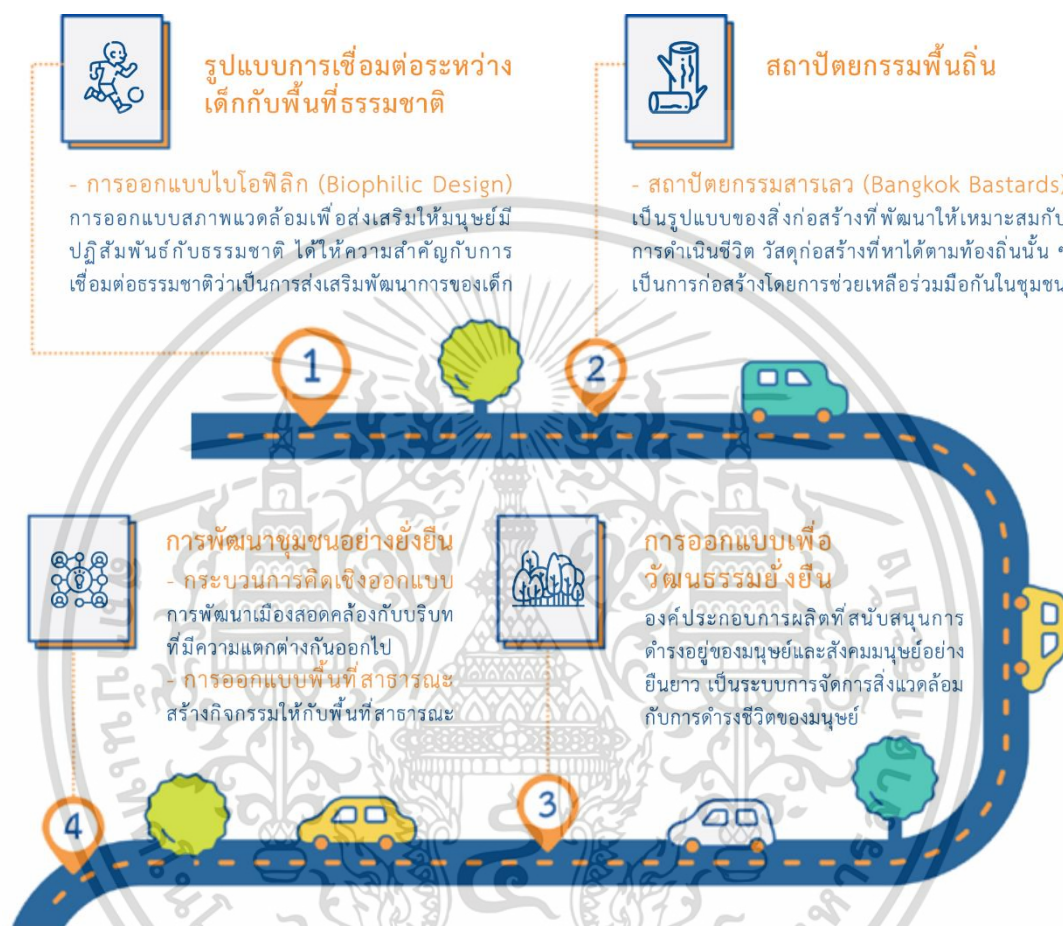 รูปแบบการเชื่อมต่อระหว่าง
เด็กกับพื้นที่ธรรมชาติ
- การออกแบบไบโอฟิลิก (Biophilic Design)
การออกแบบสภาพแวดล้อมเพื่อส่งเสริมให้มนุษย์มี
ปฏิสัมพันธ์กับธรรมชาติ ได้ให้ความสำคัญกับการ
เชื่อมต่อธรรมชาติว่าเป็นการส่งเสริมพัฒนาการของเด็ก
สถาปัตยกรรมพื้นถิ่น
- สถาปัตยกรรมสารเลว (Bangkok Bastards)
เป็นรูปแบบของสิ่งก่อสร้างที่พัฒนาให้เหมาะสมกับ
การดำเนินชีวิต วัสดุก่อสร้างที่หาได้ตามท้องถิ่นนั้น ๆ
เป็นการก่อสร้างโดยการช่วยเหลือร่วมมือกันในชุมชน
1
2
การพัฒนาชุมชนอย่างยั่งยืน
- กระบวนการคิดเชิงออกแบบ
การพัฒนาเมืองสอดคล้องกับบริบท
ที่มีความแตกต่างกันออกไป
- การออกแบบพื้นที่สาธารณะ
สร้างกิจกรรมให้กับพื้นที่สาธารณะ
การออกแบบเพื่อ
วัฒนธรรมยั่งยืน
องค์ประกอบการผลิตที่สนับสนุนการ
ดำรงอยู่ของมนุษย์และสังคมมนุษย์อย่าง
ยืนยาว เป็นระบบการจัดการสิ่งแวดล้อม
กับการดำรงชีวิตของมนุษย์
4
3